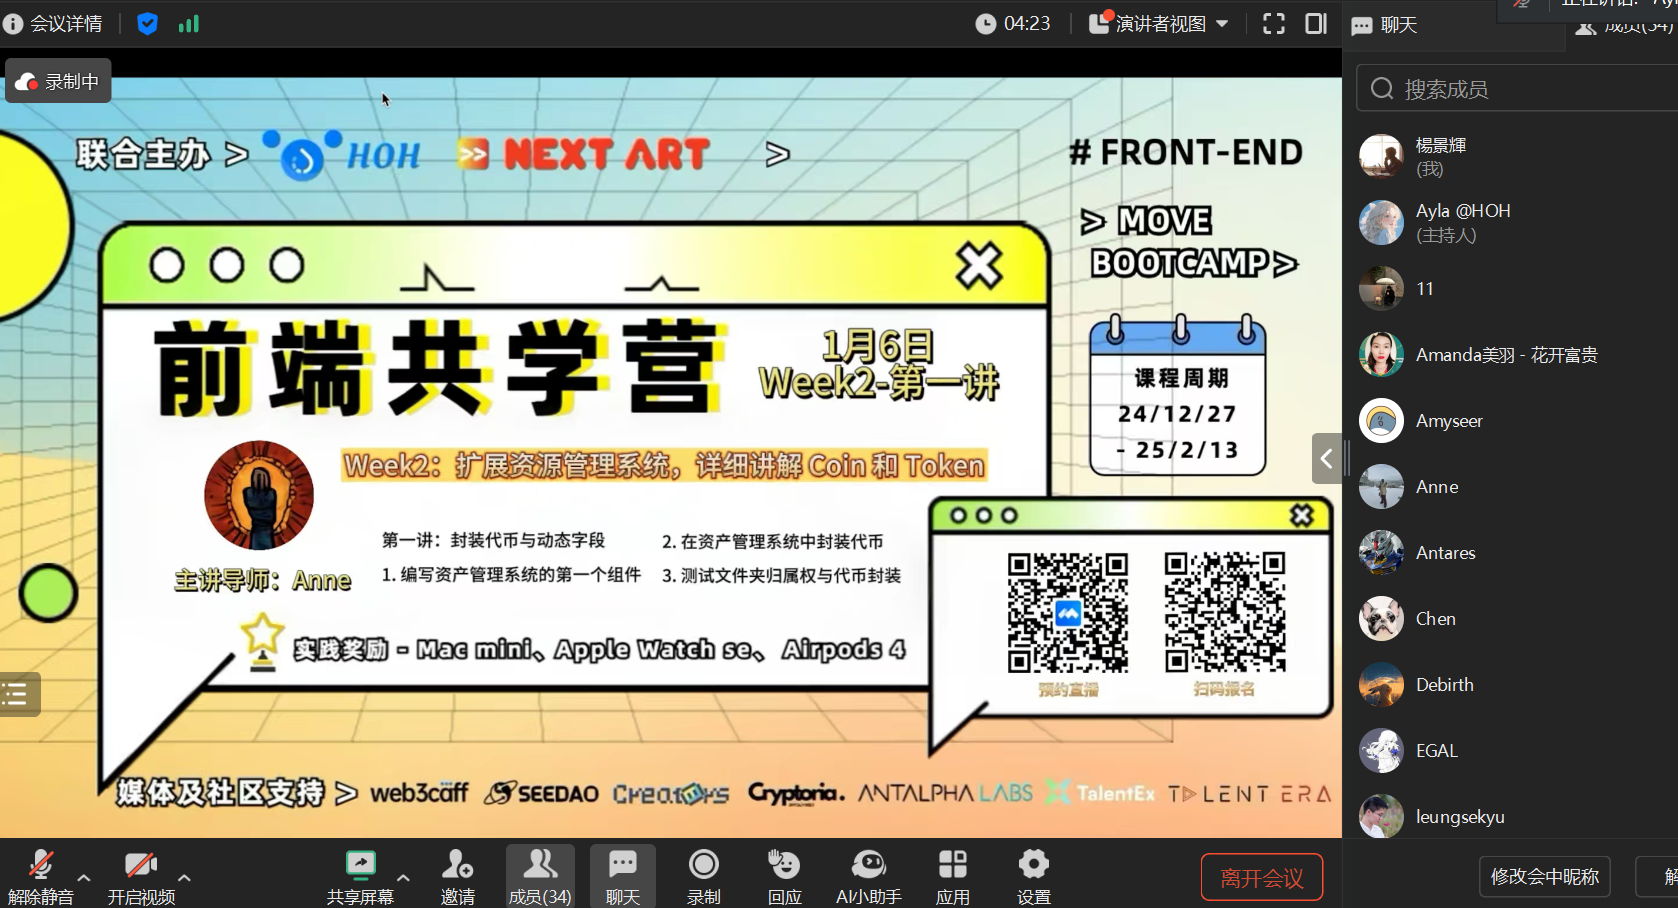 会议详情
04:23
演讲者视图
聊天
录制中
搜索成员
联合主办 > HOH NEXT ART >
# FRONT-END
> MOVE
BOOTCAMP >
前端共学营
1月6日
Week2-第一讲
课程周期
24/12/27
- 25/2/13
Week2：扩展资源管理系统，详细讲解 Coin 和 Token
第一讲：封装代币与动态字段
1. 编写资产管理系统的第一个组件
2. 在资产管理系统中封装代币
3. 测试文件夹归属权与代币封装
主讲导师：Anne
实践奖励 - Mac mini、Apple Watch se、 Airpods 4
预约直播
扫码报名
媒体及社区支持 > web3caff SEEDAO Creators Cryptoria. ANTALPHA LABS TalentEx TALENT ERA
楊景輝
(我)
Ayla @HOH
(主持人)
11
Amanda美羽 - 花开富贵
Amyseer
Anne
Antares
Chen
Debirth
EGAL
leungsekyu
解除静音
开启视频
共享屏幕
邀请
成员(34)
聊天
录制
回应
AI小助手
应用
设置
离开会议
修改会中昵称